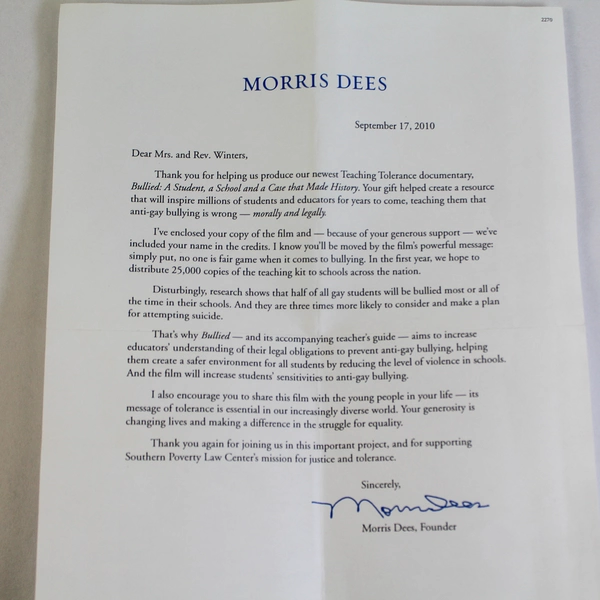 2276
MORRIS DEES
September 17, 2010
Dear Mrs. and Rev. Winters,
Thank you for helping us produce our newest Teaching Tolerance documentary,
Bullied: A Student, a School and a Case that Made History. Your gift helped create a resource
that will inspire millions of students and educators for years to come, teaching them that
anti-gay bullying is wrong — morally and legally.
I've enclosed your copy of the film and — because of your generous support — we've
included your name in the credits. I know you'll be moved by the film's powerful message:
simply put, no one is fair game when it comes to bullying. In the first year, we hope to
distribute 25,000 copies of the teaching kit to schools across the nation.
Disturbingly, research shows that half of all gay students will be bullied most or all of
the time in their schools. And they are three times more likely to consider and make a plan
for attempting suicide.
That's why Bullied — and its accompanying teacher's guide — aims to increase
educators' understanding of their legal obligations to prevent anti-gay bullying, helping
them create a safer environment for all students by reducing the level of violence in schools.
And the film will increase students' sensitivities to anti-gay bullying.
I also encourage you to share this film with the young people in your life — its
message of tolerance is essential in our increasingly diverse world. Your generosity is
changing lives and making a difference in the struggle for equality.
Thank you again for joining us in this important project, and for supporting
Southern Poverty Law Center's mission for justice and tolerance.
Sincerely,
Morris Dees
Morris Dees, Founder